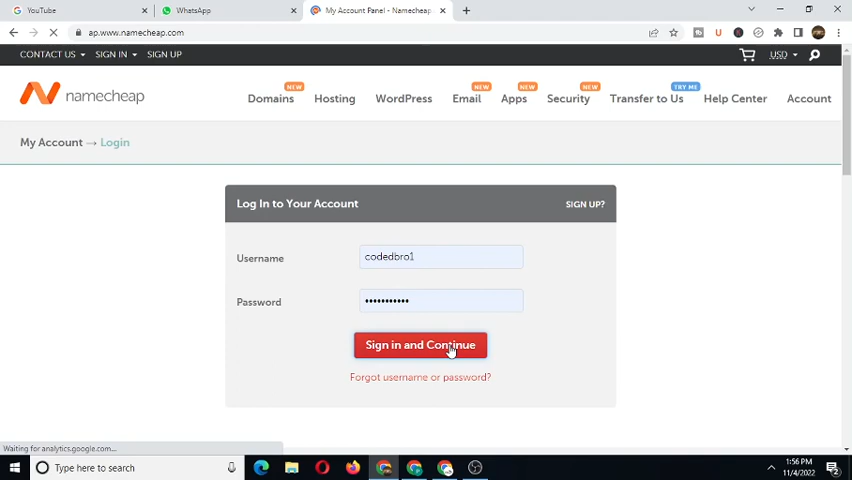 YouTube
WhatsApp
My Account Panel - Namecheap
ap.www.namecheap.com
CONTACT US SIGN IN SIGN UP
USD
namecheap
NEW NEW NEW NEW TRY ME
Domains Hosting WordPress Email Apps Security Transfer to Us Help Center Account
My Account → Login
Log In to Your Account SIGN UP?
Username codedbro1
Password •••••••••••
Sign in and Continue
Forgot username or password?
Waiting for analytics.google.com...
Type here to search
1:56 PM
11/4/2022
2